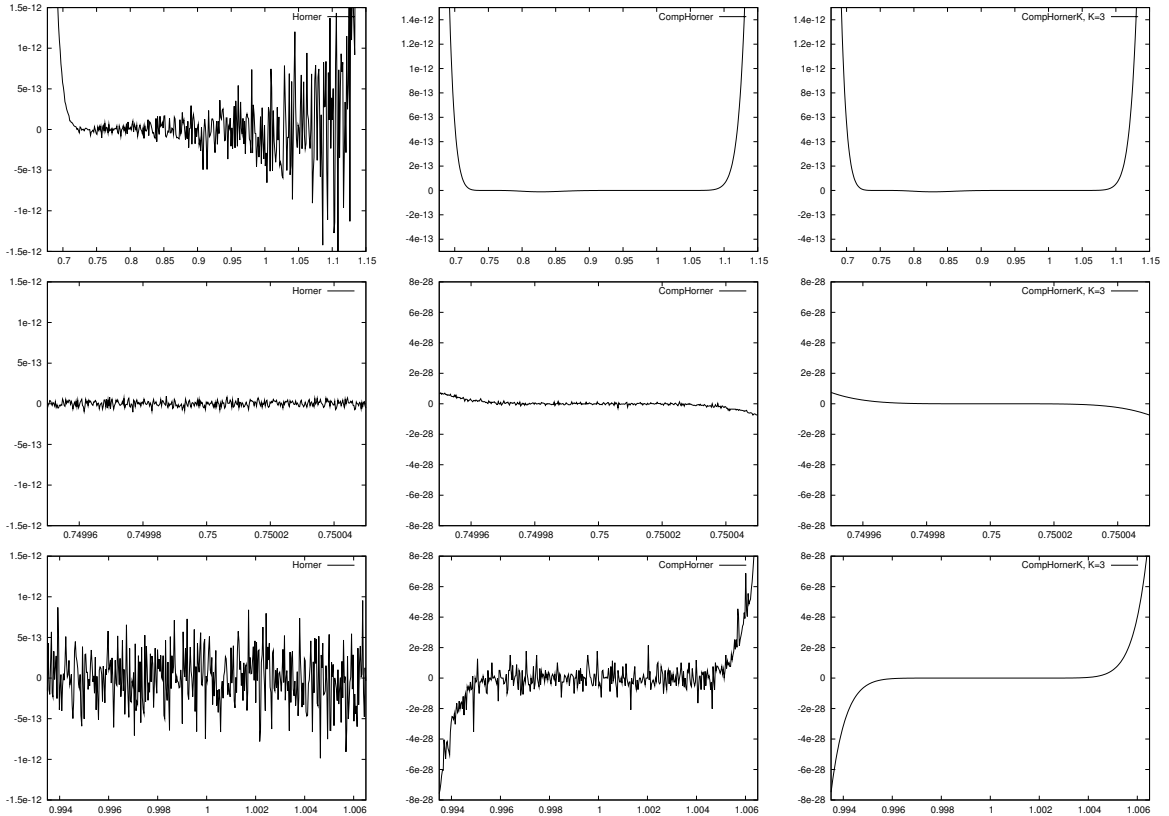 Horner
1e-12
5e-13
0
-5e-13
-1e-12
-1.5e-12
0.7 0.75 0.8 0.85 0.9 0.95 1 1.05 1.1 1.15
CompHorner
1.4e-12
1.2e-12
1e-12
8e-13
6e-13
4e-13
2e-13
0
-2e-13
-4e-13
0.7 0.75 0.8 0.85 0.9 0.95 1 1.05 1.1 1.15
CompHornerK, K=3
1.4e-12
1.2e-12
1e-12
8e-13
6e-13
4e-13
2e-13
0
-2e-13
-4e-13
0.7 0.75 0.8 0.85 0.9 0.95 1 1.05 1.1 1.15
1.5e-12
Horner
1e-12
5e-13
0
-5e-13
-1e-12
-1.5e-12
0.74996 0.74998 0.75 0.75002 0.75004
8e-28
CompHorner
6e-28
4e-28
2e-28
0
-2e-28
-4e-28
-6e-28
-8e-28
0.74996 0.74998 0.75 0.75002 0.75004
8e-28
CompHornerK, K=3
6e-28
4e-28
2e-28
0
-2e-28
-4e-28
-6e-28
-8e-28
0.74996 0.74998 0.75 0.75002 0.75004
1.5e-12
Horner
1e-12
5e-13
0
-5e-13
-1e-12
-1.5e-12
0.994 0.996 0.998 1 1.002 1.004 1.006
8e-28
CompHorner
6e-28
4e-28
2e-28
0
-2e-28
-4e-28
-6e-28
-8e-28
0.994 0.996 0.998 1 1.002 1.004 1.006
8e-28
CompHornerK, K=3
6e-28
4e-28
2e-28
0
-2e-28
-4e-28
-6e-28
-8e-28
0.994 0.996 0.998 1 1.002 1.004 1.006